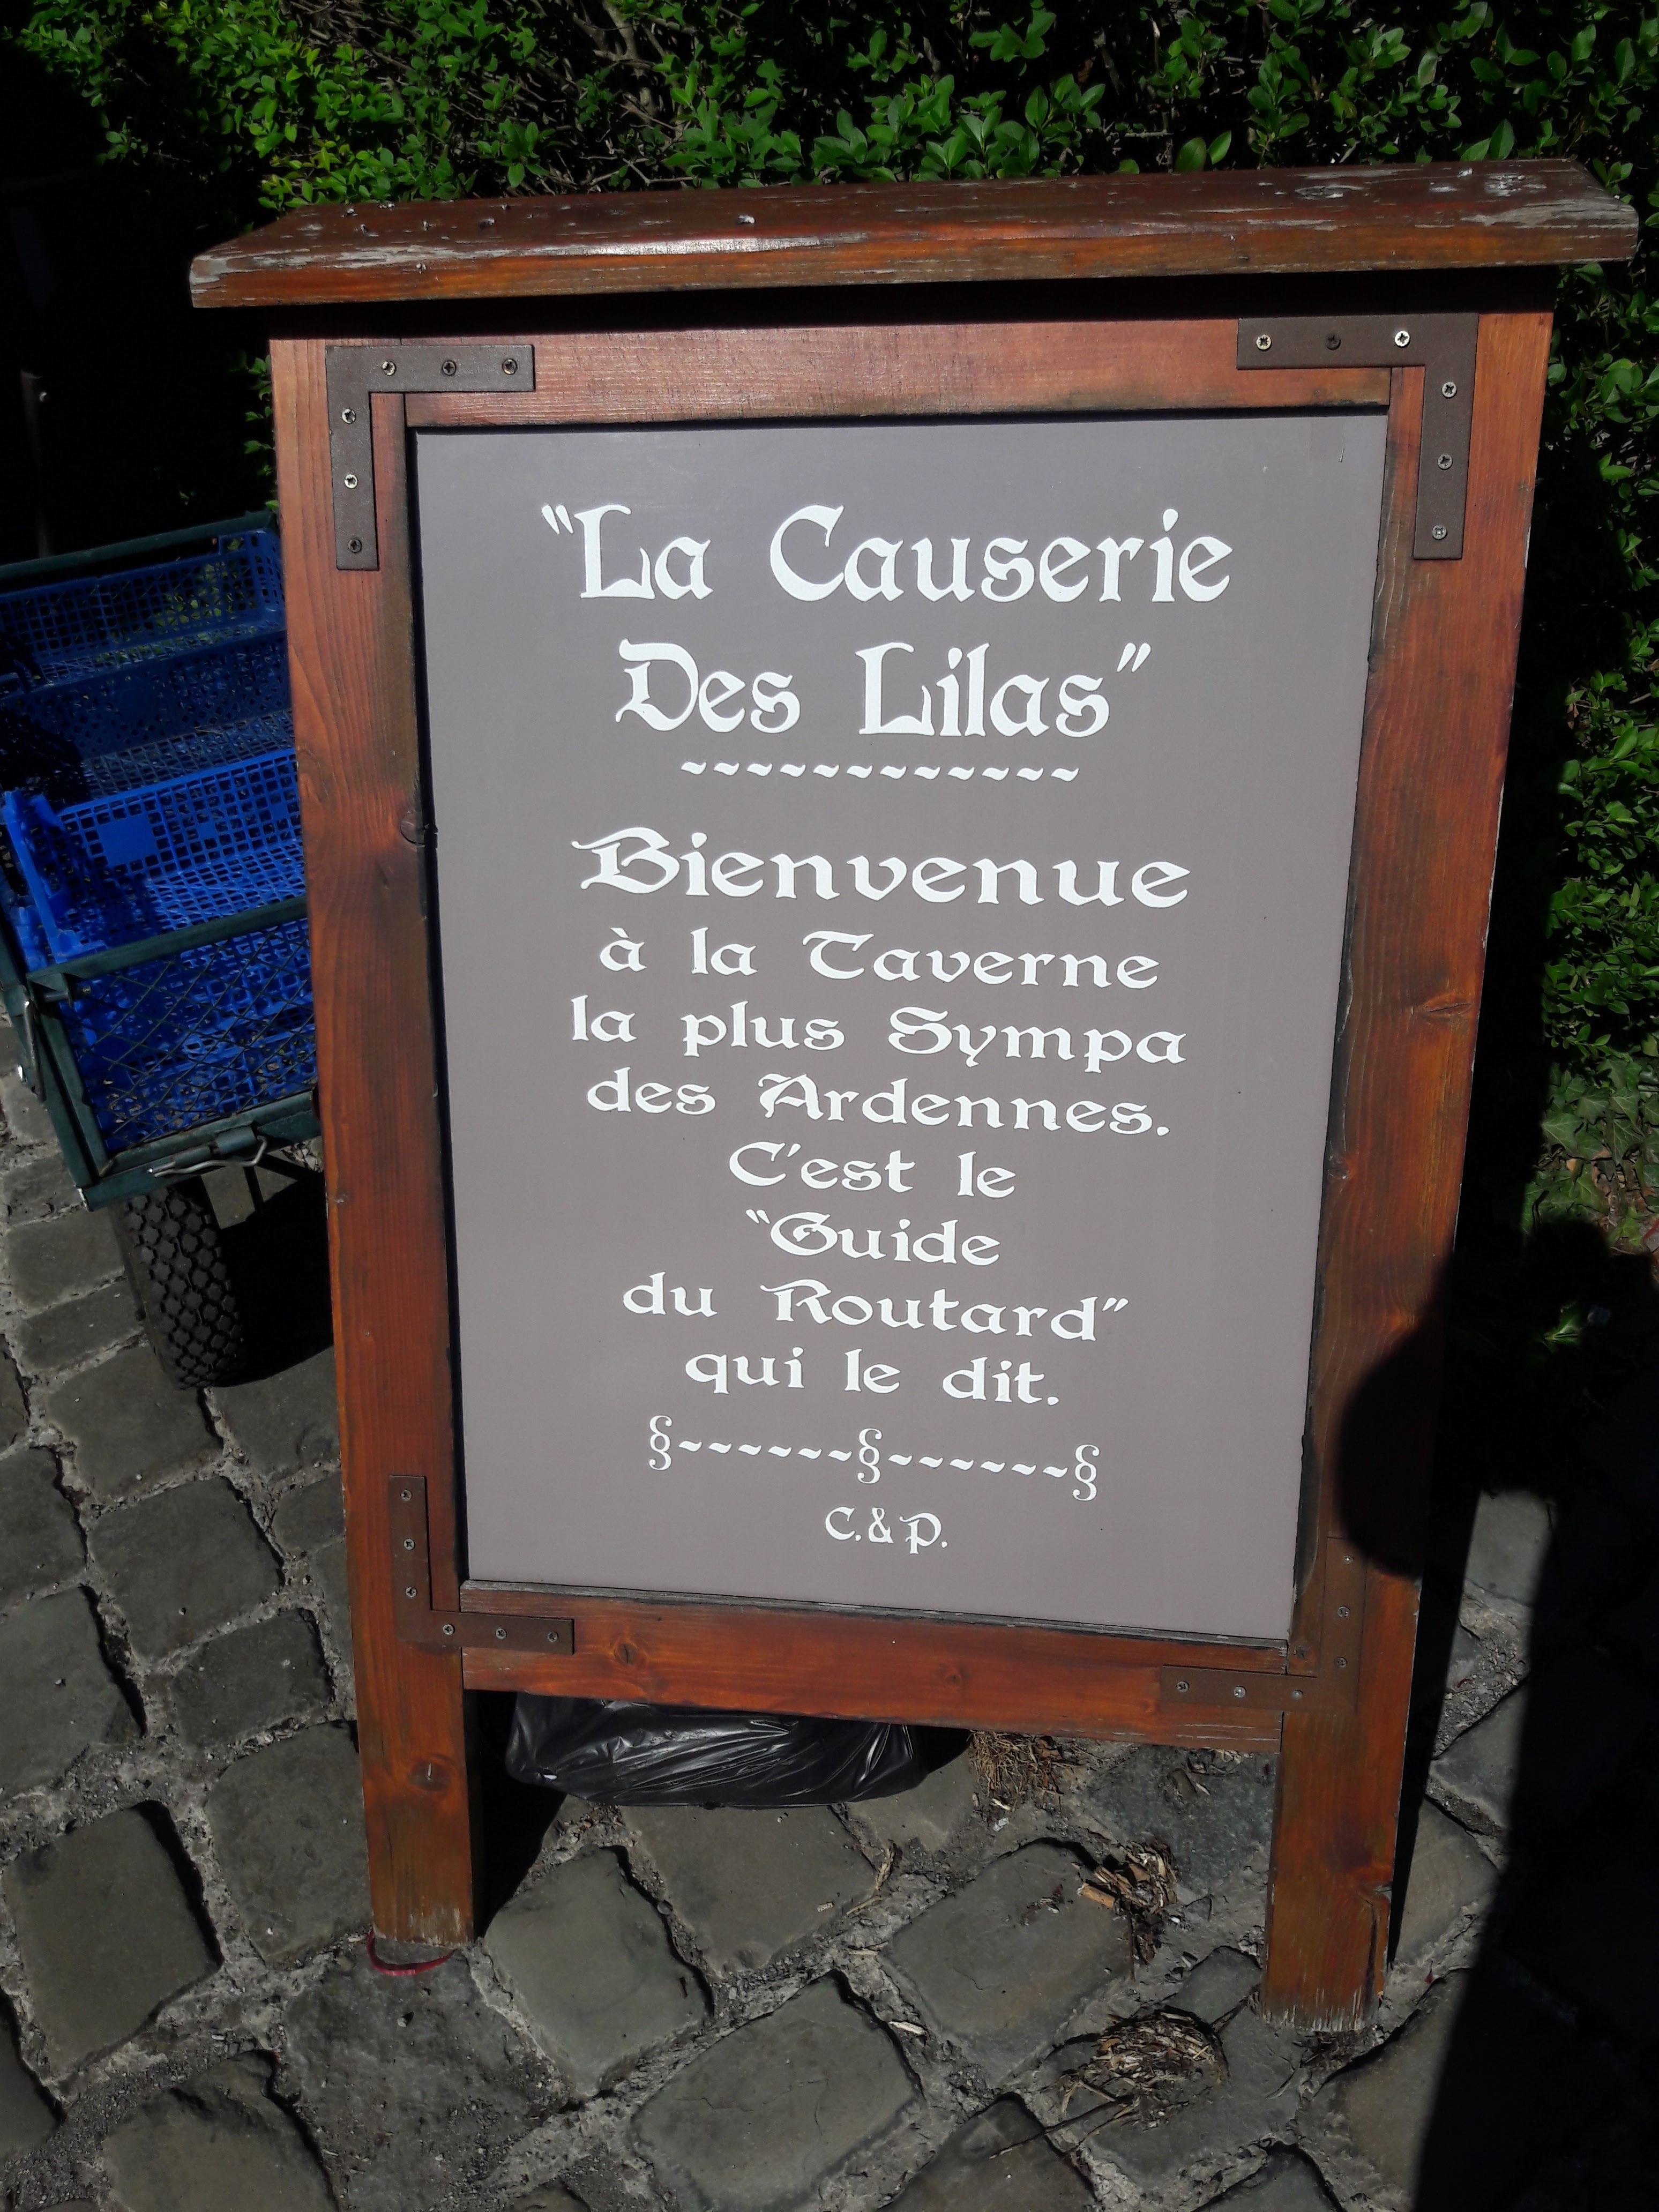 "La Causerie
Des Lilas"
~~~~~~~~~~~~
Bienvenue
à la Taverne
la plus Sympa
des Ardennes.
C'est le
"Guide
du Routard"
qui le dit.
§~~~~~~§~~~~~~§
C.&P.